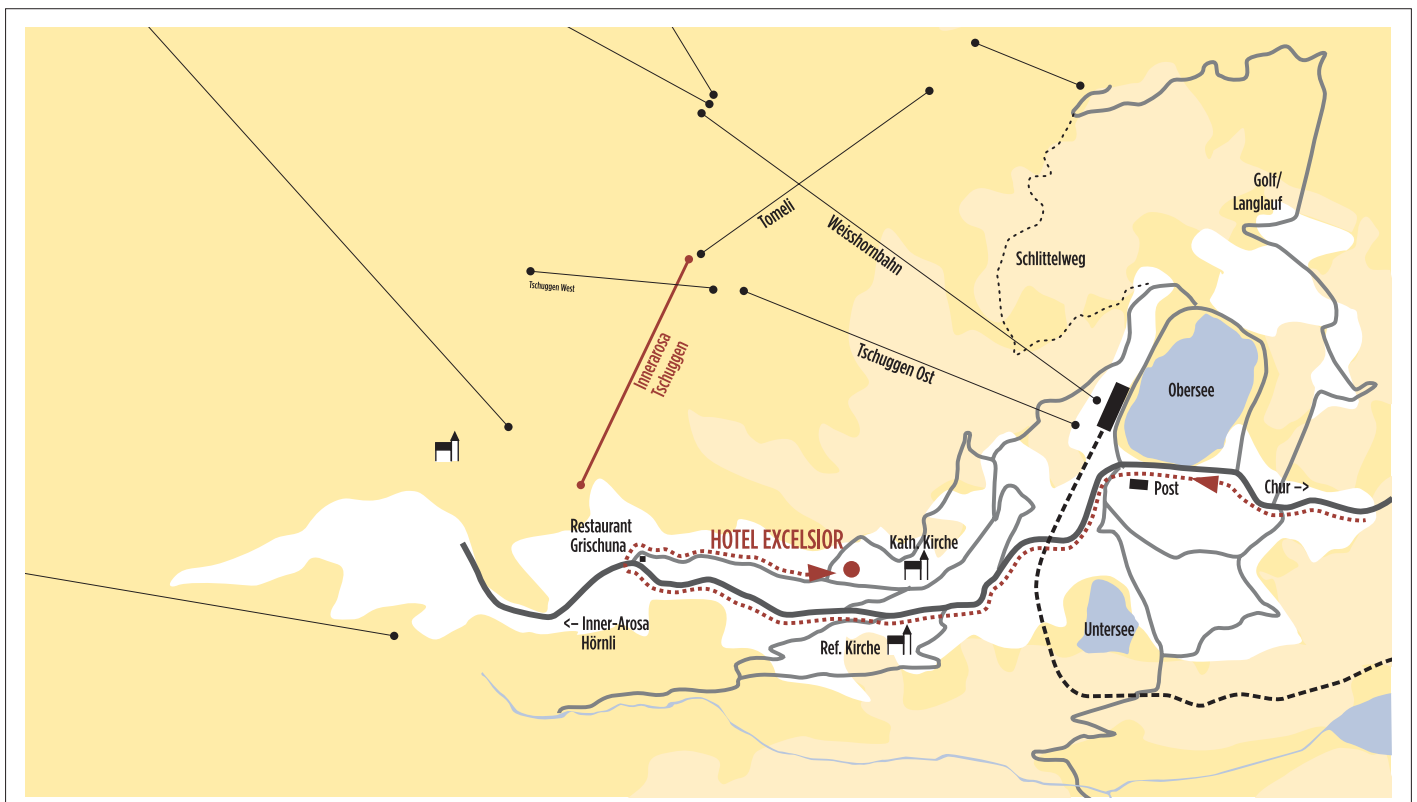 Golf/
Langlauf
Tomeli
Weisshornbahn
Schlittelweg
Tschuggen West
Innerarosa
Tschuggen
Tschuggen Ost
Obersee
Post
Chur –>
Restaurant
Grischuna
HOTEL EXCELSIOR
Kath. Kirche
<– Inner-Arosa
Hörnli
Ref. Kirche
Untersee